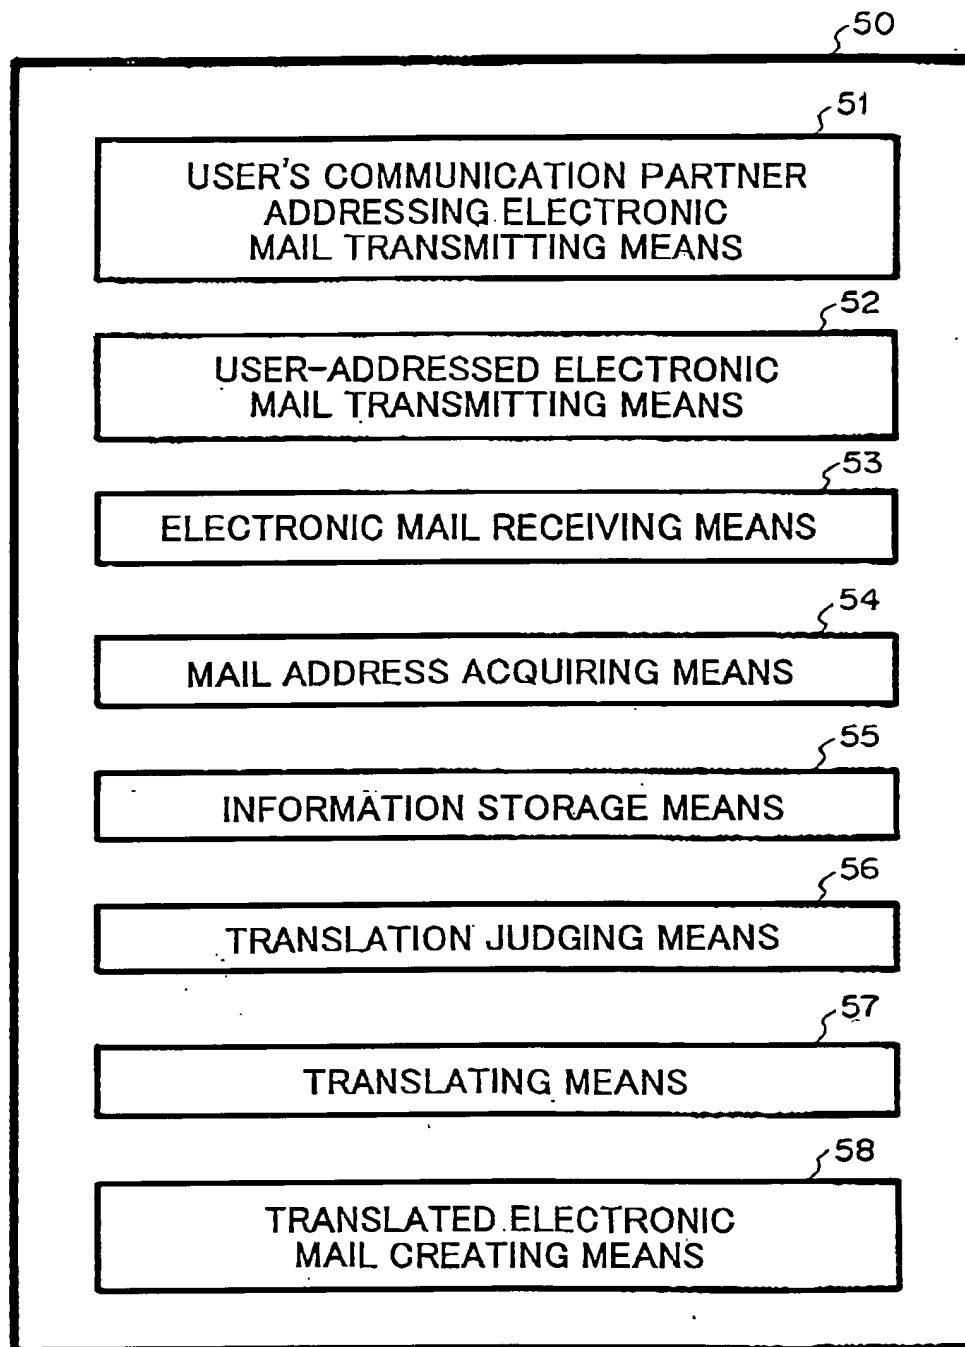 50
51
USER'S COMMUNICATION PARTNER
ADDRESSING ELECTRONIC
MAIL TRANSMITTING MEANS
52
USER-ADDRESSED ELECTRONIC
MAIL TRANSMITTING MEANS
53
ELECTRONIC MAIL RECEIVING MEANS
54
MAIL ADDRESS ACQUIRING MEANS
55
INFORMATION STORAGE MEANS
56
TRANSLATION JUDGING MEANS
57
TRANSLATING MEANS
58
TRANSLATED ELECTRONIC
MAIL CREATING MEANS